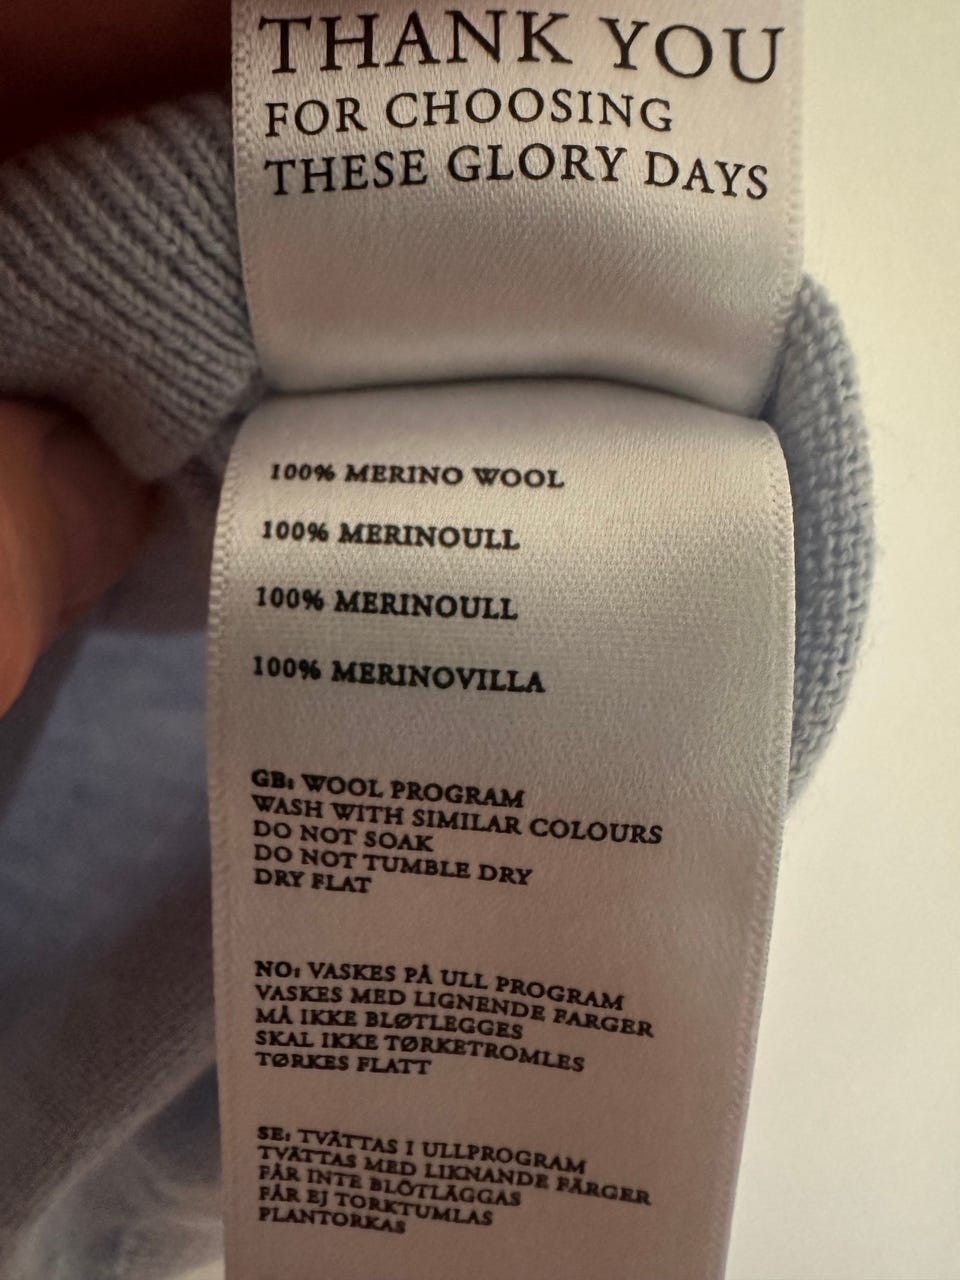 THANK YOU
FOR CHOOSING
THESE GLORY DAYS
100% MERINO WOOL
100% MERINOULL
100% MERINOULL
100% MERINOVILLA
GB: WOOL PROGRAM
WASH WITH SIMILAR COLOURS
DO NOT SOAK
DO NOT TUMBLE DRY
DRY FLAT
NO: VASKES PÅ ULL PROGRAM
VASKES MED LIGNENDE FARGER
MÅ IKKE BLØTLEGGES
SKAL IKKE TØRKETROMLES
TØRKES FLATT
SE: TVÄTTAS I ULLPROGRAM
TVÄTTAS MED LIKNANDE FÄRGER
FÅR INTE BLÖTLÄGGAS
FÅR EJ TORKTUMLAS
PLANTORKAS